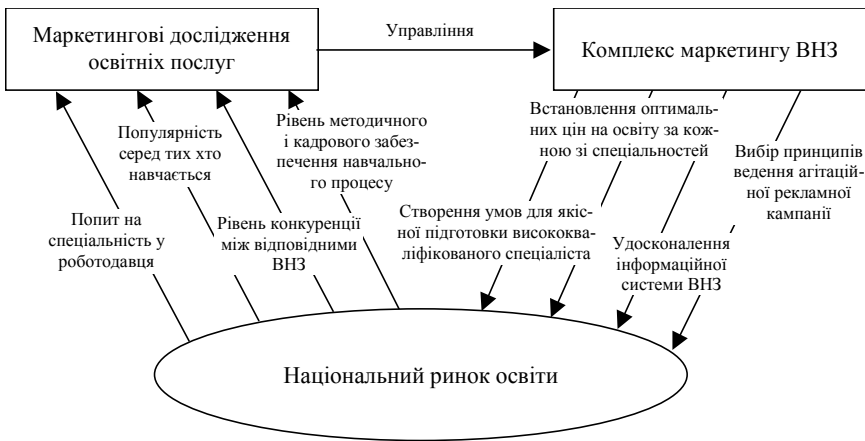 Маркетингові дослідження
освітніх послуг
Управління
Комплекс маркетингу ВНЗ
Рівень методичного
і кадрового забез-
печення навчально-
го процесу
Популярність
серед тих хто
навчається
Попит на
спеціальність у
роботодавця
Рівень конкуренції
між відповідними
ВНЗ
Встановлення оптималь-
них цін на освіту за кож-
ною зі спеціальностей
Вибір принципів
ведення агітацій-
ної рекламної
кампанії
Створення умов для якіс-
ної підготовки висококва-
ліфікованого спеціаліста
Удосконалення
інформаційної
системи ВНЗ
Національний ринок освіти